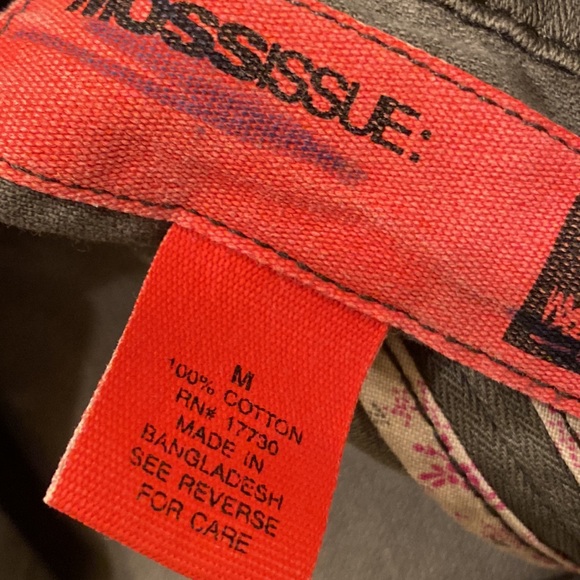 MOSSISSUE:
M
100% COTTON
RN# 17730
MADE IN
BANGLADESH
SEE REVERSE
FOR CARE